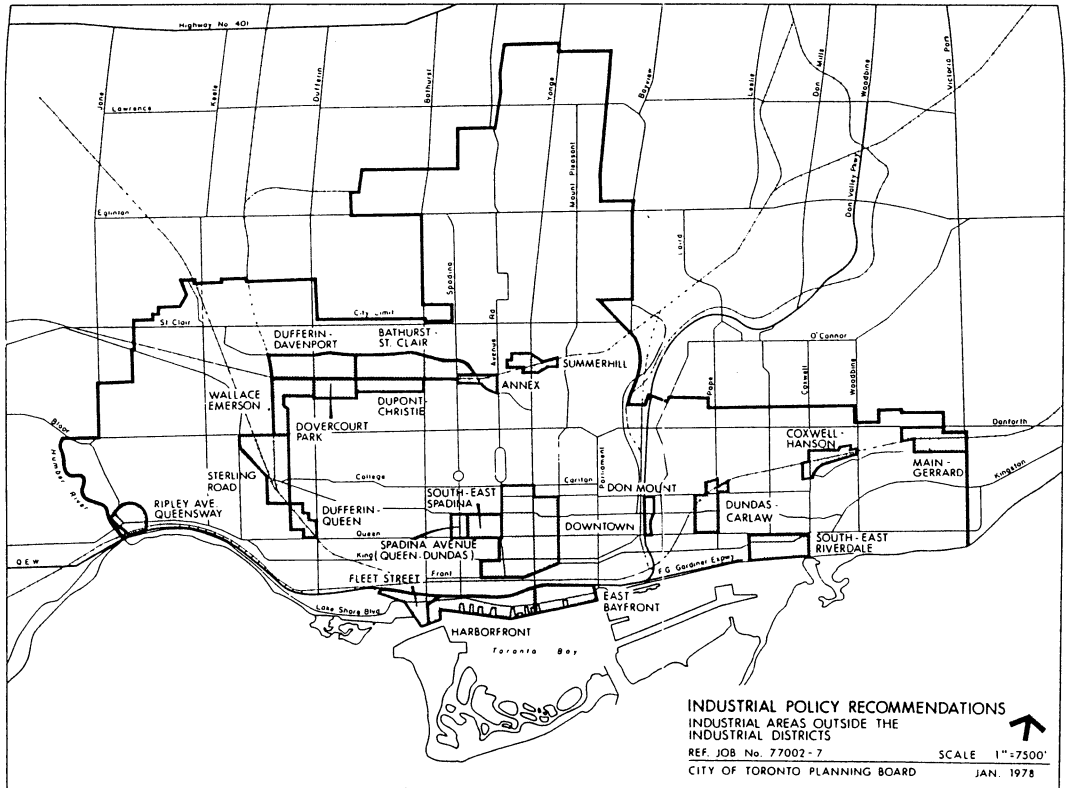 Highway No 401
Jane
Keele
Dufferin
Bathurst
Yonge
Bayview
Leslie
Don Mills
Woodbine
Victoria Park
Lawrence
Mount Pleasant
Don Valley Pkwy
Eglinton
Spadina
Laird
City Limit
St Clair
Avenue Rd
O'Connor
DUFFERIN-
DAVENPORT
BATHURST-
ST. CLAIR
SUMMERHILL
ANNEX
WALLACE
EMERSON
DUPONT-
CHRISTIE
Pape
Coxwell
Woodbine
DOVERCOURT
PARK
Bloor
Danforth
COXWELL-
HANSON
MAIN-
GERRARD
Humber River
Kingston
STERLING
ROAD
College
Carlton
Parliament
DON MOUNT
RIPLEY AVE.
QUEENSWAY
SOUTH-EAST
SPADINA
DUNDAS-
CARLAW
DUFFERIN-
QUEEN
DOWNTOWN
Queen
SPADINA AVENUE
(QUEEN-DUNDAS)
SOUTH-EAST
RIVERDALE
King
QEW
Front
FLEET STREET
F G Gardiner Expwy
Lake Shore Blvd
EAST
BAYFRONT
HARBORFRONT
Toronto Bay
INDUSTRIAL POLICY RECOMMENDATIONS
INDUSTRIAL AREAS OUTSIDE THE
INDUSTRIAL DISTRICTS
REF. JOB No. 77002-7
SCALE 1"=7500'
CITY OF TORONTO PLANNING BOARD
JAN. 1978